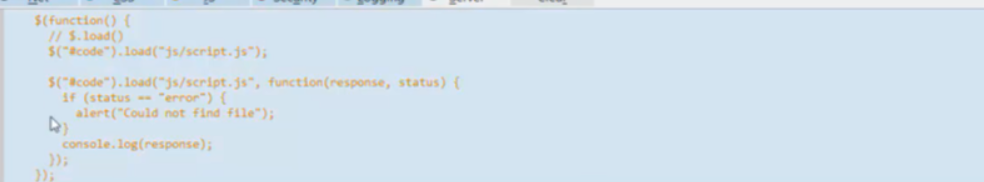 $(function() {
// $.load()
$("#code").load("js/script.js");
$("#code").load("js/script.js", function(response, status) {
if (status == "error") {
alert("Could not find file");
}
console.log(response);
});
});